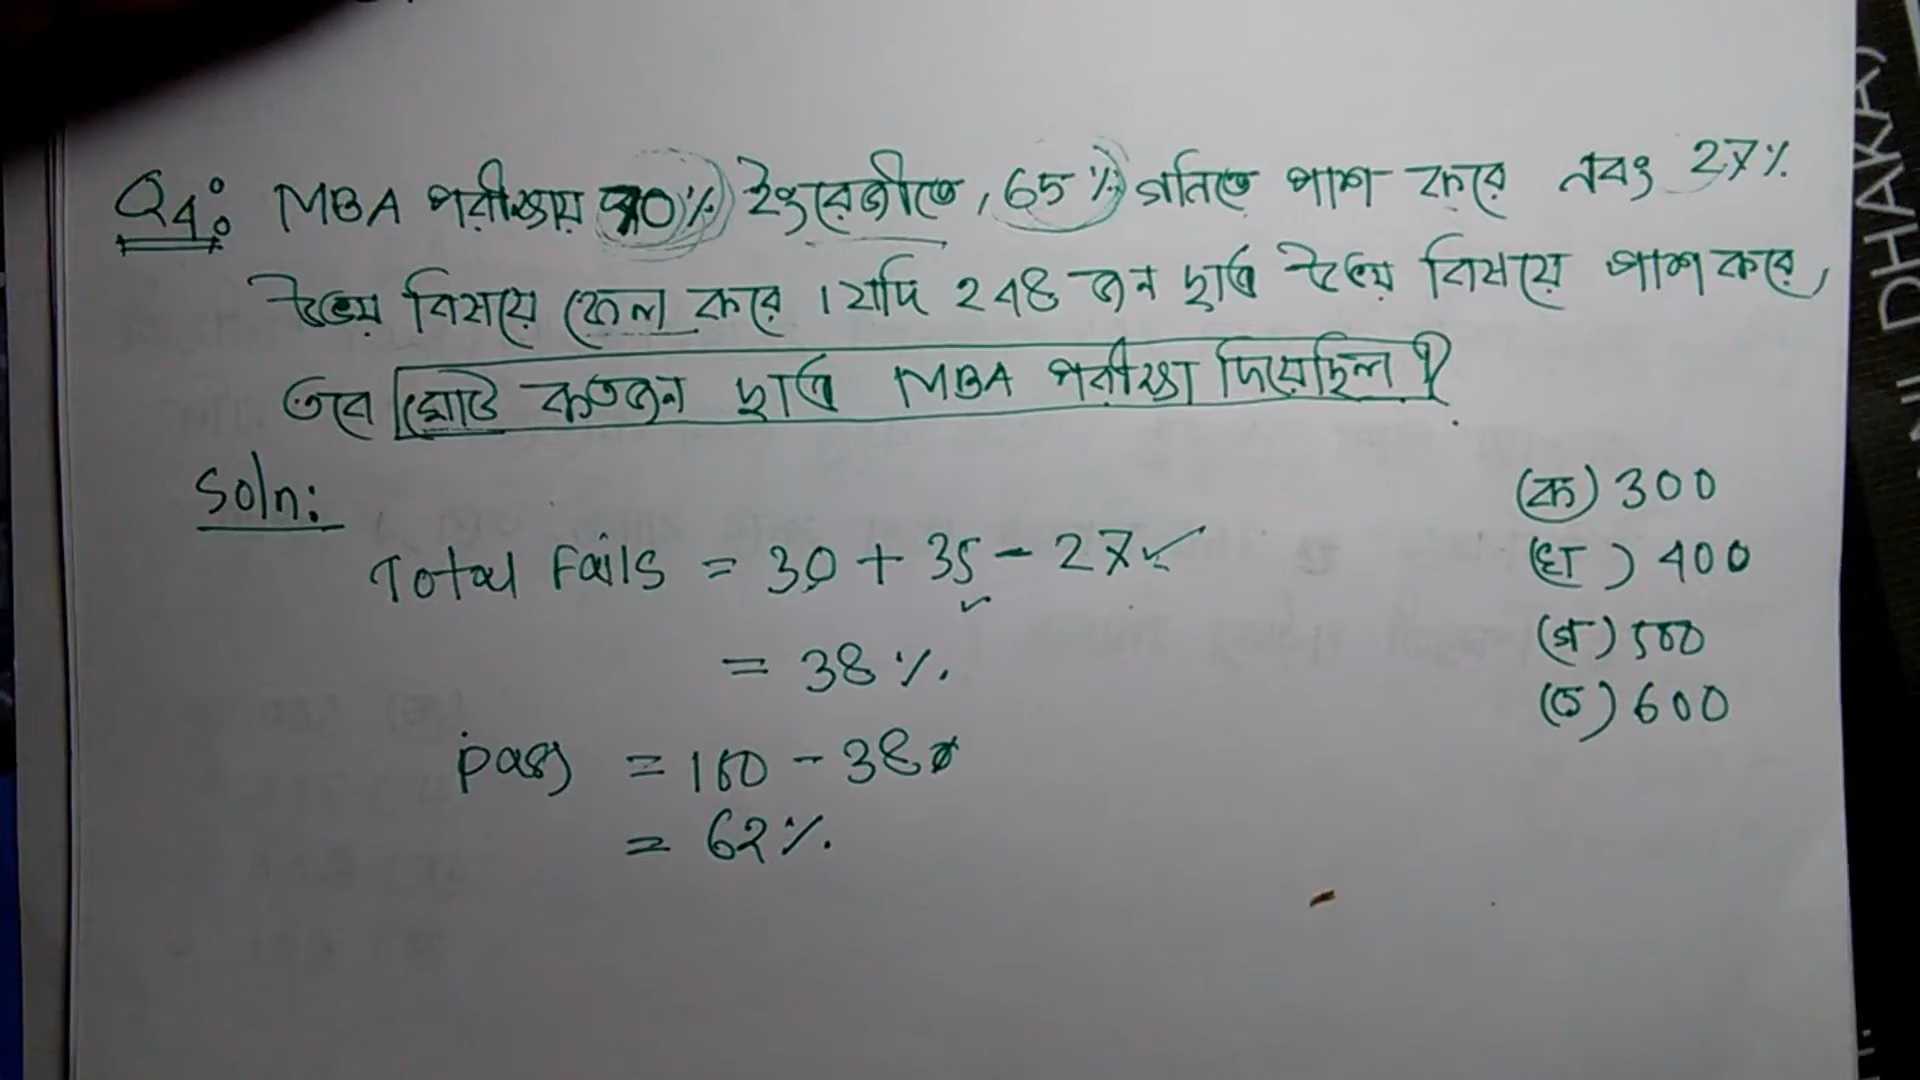 Q4: MBA পরীক্ষায় 70% ইংরেজীতে, 65% গনিতে পাশ করে এবং 27%
উভয় বিষয়ে ফেল করে। যদি 248 জন ছাত্র উভয় বিষয়ে পাশ করে,
তবে মোট কতজন ছাত্র MBA পরীক্ষা দিয়েছিল?
Soln:
Total Fails = 30 + 35 - 27
= 38%.
pass = 100 - 38
= 62%.
(ক) 300
(খ) 400
(গ) 500
(ঘ) 600
DHAKA)